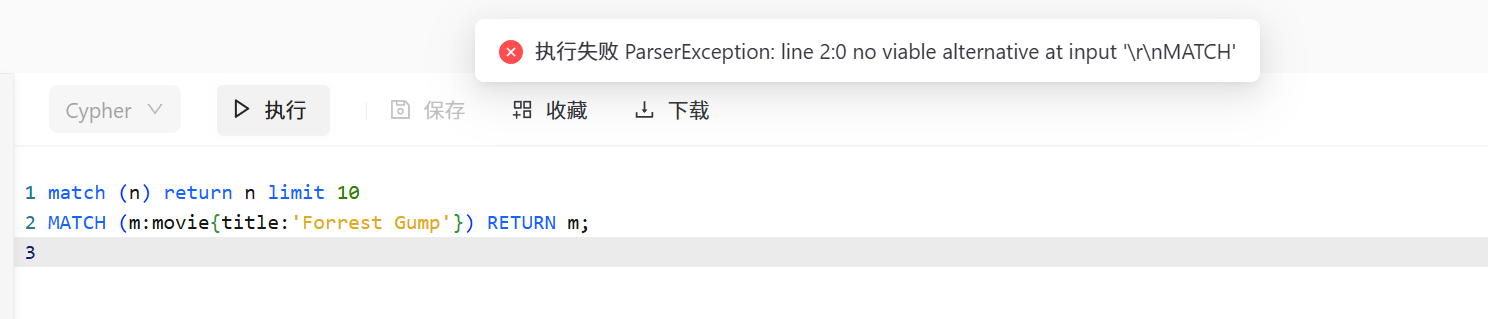 执行失败 ParserException: line 2:0 no viable alternative at input '\r\nMATCH'
Cypher 执行 保存 收藏 下载
1 match (n) return n limit 10
2 MATCH (m:movie{title:'Forrest Gump'}) RETURN m;
3